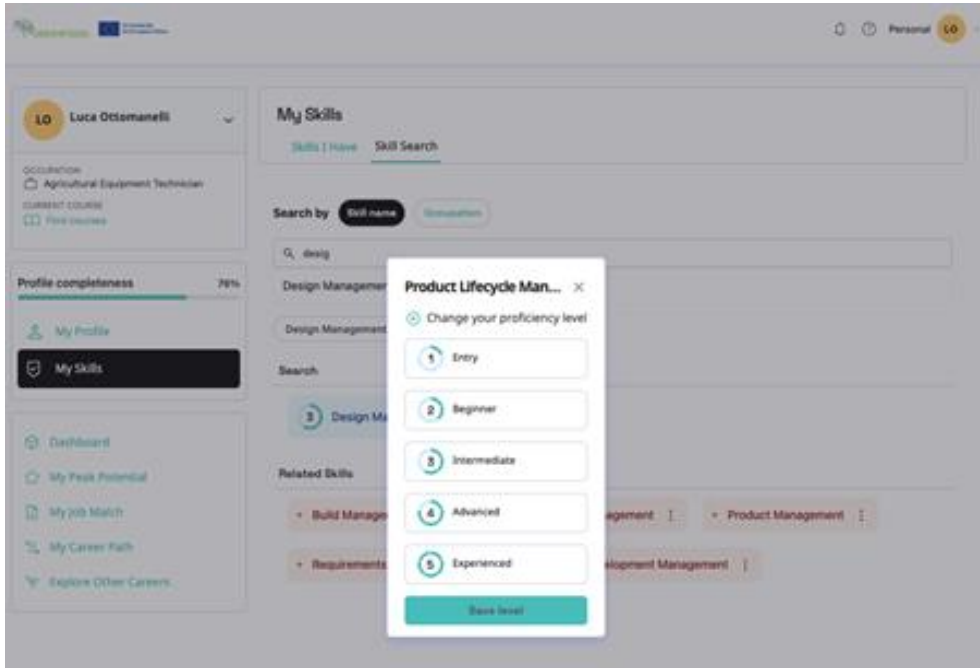 Personal LO
LO Luca Ottomanelli
OCCUPATION
Agricultural Equipment Technician
CURRENT COURSE
Find courses
Profile completeness 76%
My Profile
My Skills
Dashboard
My Peak Potential
My Job Match
My Career Path
Explore Other Careers
My Skills
Skills I Have Skill Search
Search by Skill name Occupation
desig
Design Managemen
Design Management
Search
3 Design Ma
Related Skills
+ Build Manage
agement
+ Product Management
+ Requirements
elopment Management
Product Lifecycle Man... ×
Change your proficiency level
1 Entry
2 Beginner
3 Intermediate
4 Advanced
5 Experienced
Save level